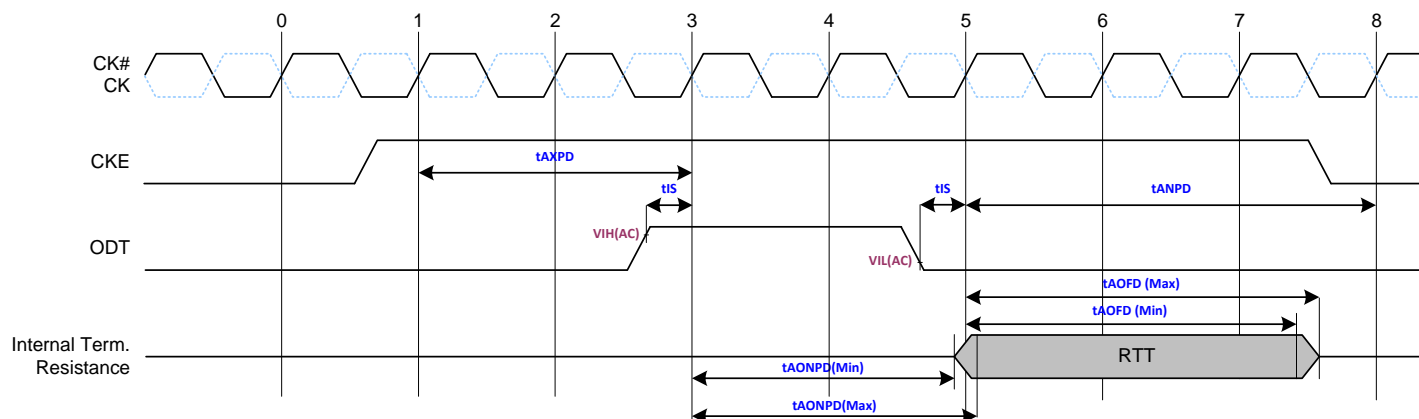 0 1 2 3 4 5 6 7 8
CK#
CK
CKE
tAXPD
tIS
tIS
tANPD
VIH(AC)
ODT
VIL(AC)
tAOFD (Max)
tAOFD (Min)
Internal Term.
Resistance
RTT
tAONPD(Min)
tAONPD(Max)